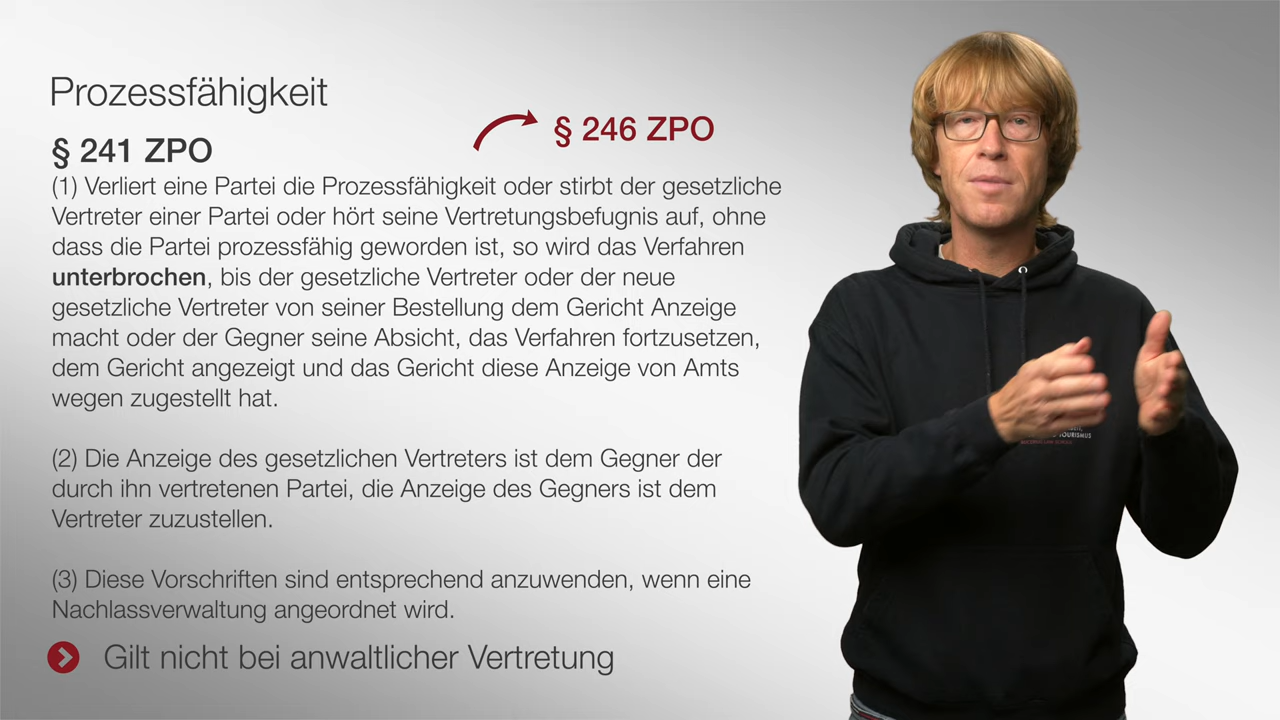 Prozessfähigkeit
§ 246 ZPO
§ 241 ZPO
(1) Verliert eine Partei die Prozessfähigkeit oder stirbt der gesetzliche
Vertreter einer Partei oder hört seine Vertretungsbefugnis auf, ohne
dass die Partei prozessfähig geworden ist, so wird das Verfahren
unterbrochen, bis der gesetzliche Vertreter oder der neue
gesetzliche Vertreter von seiner Bestellung dem Gericht Anzeige
macht oder der Gegner seine Absicht, das Verfahren fortzusetzen,
dem Gericht angezeigt und das Gericht diese Anzeige von Amts
wegen zugestellt hat.
(2) Die Anzeige des gesetzlichen Vertreters ist dem Gegner der
durch ihn vertretenen Partei, die Anzeige des Gegners ist dem
Vertreter zuzustellen.
(3) Diese Vorschriften sind entsprechend anzuwenden, wenn eine
Nachlassverwaltung angeordnet wird.
Gilt nicht bei anwaltlicher Vertretung
TOURISMUS